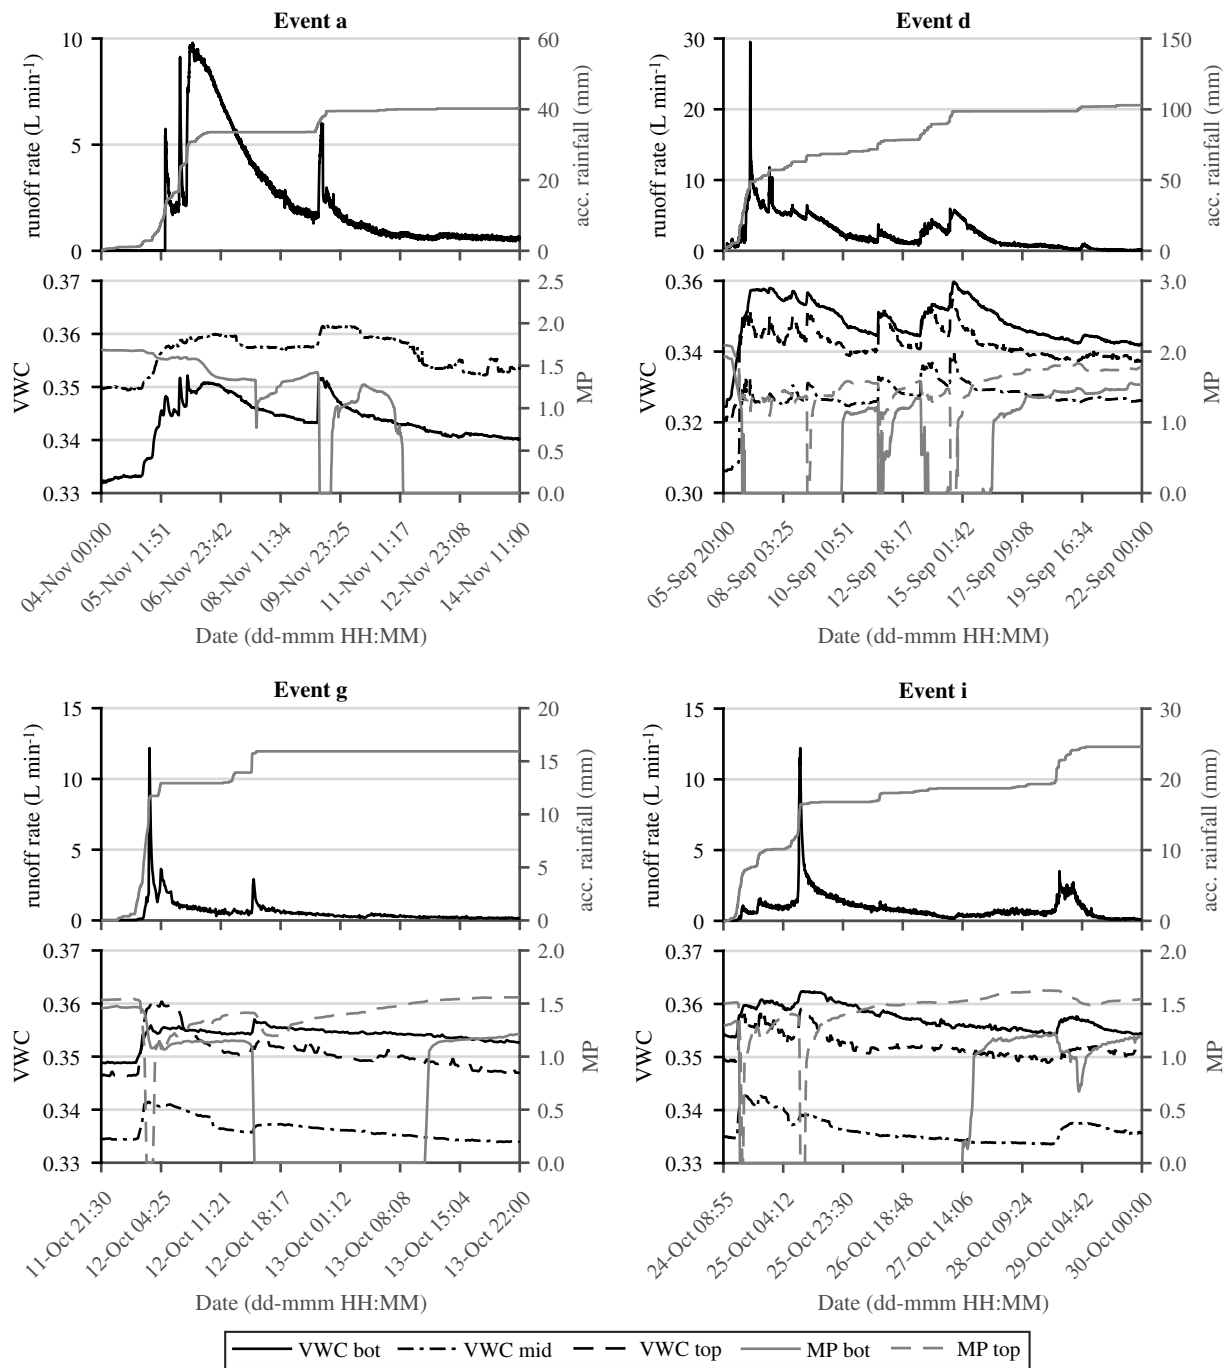 Event a
runoff rate (L min-1)
10
5
0
60
40
20
0
acc. rainfall (mm)
VWC
0.37
0.36
0.35
0.34
0.33
2.5
2.0
1.5
1.0
0.5
0.0
MP
04-Nov 00:00
05-Nov 11:51
06-Nov 23:42
08-Nov 11:34
09-Nov 23:25
11-Nov 11:17
12-Nov 23:08
14-Nov 11:00
Date (dd-mmm HH:MM)
Event d
runoff rate (L min-1)
30
20
10
0
150
100
50
0
acc. rainfall (mm)
VWC
0.36
0.34
0.32
0.30
3.0
2.0
1.0
0.0
MP
05-Sep 20:00
08-Sep 03:25
10-Sep 10:51
12-Sep 18:17
15-Sep 01:42
17-Sep 09:08
19-Sep 16:34
22-Sep 00:00
Date (dd-mmm HH:MM)
Event g
runoff rate (L min-1)
15
10
5
0
20
15
10
5
0
acc. rainfall (mm)
VWC
0.37
0.36
0.35
0.34
0.33
2.0
1.5
1.0
0.5
0.0
MP
11-Oct 21:30
12-Oct 04:25
12-Oct 11:21
12-Oct 18:17
13-Oct 01:12
13-Oct 08:08
13-Oct 15:04
13-Oct 22:00
Date (dd-mmm HH:MM)
Event i
runoff rate (L min-1)
15
10
5
0
30
20
10
0
acc. rainfall (mm)
VWC
0.37
0.36
0.35
0.34
0.33
2.0
1.5
1.0
0.5
0.0
MP
24-Oct 08:55
25-Oct 04:12
25-Oct 23:30
26-Oct 18:48
27-Oct 14:06
28-Oct 09:24
29-Oct 04:42
30-Oct 00:00
Date (dd-mmm HH:MM)
VWC bot VWC mid VWC top MP bot MP top